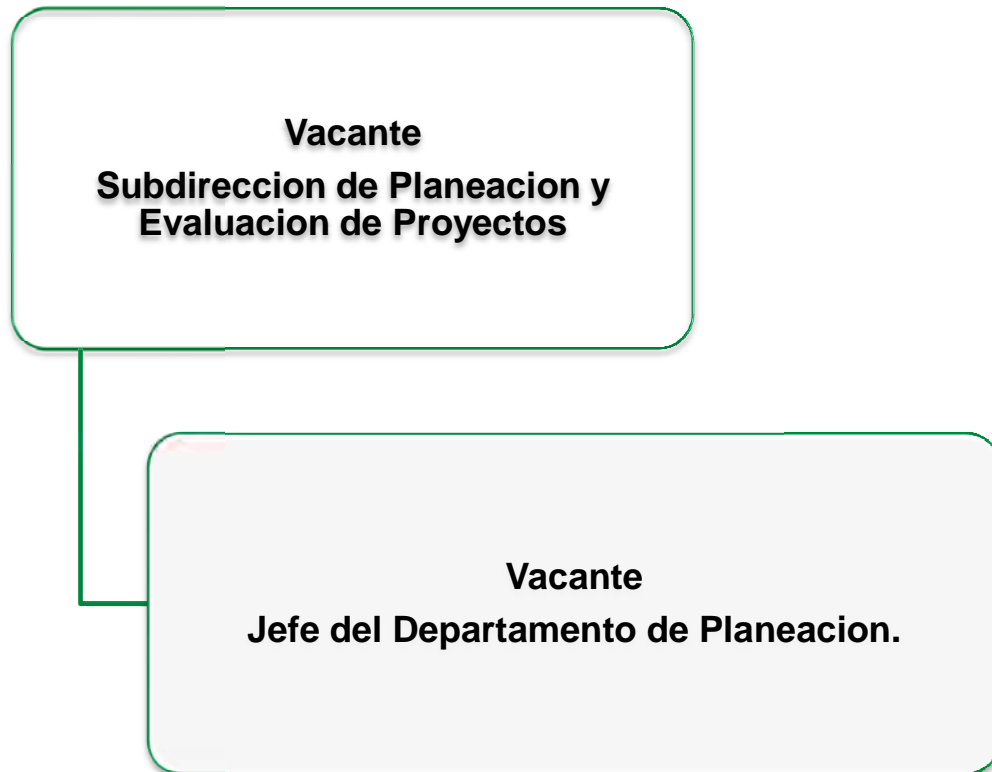 Vacante
Subdireccion de Planeacion y
Evaluacion de Proyectos
Vacante
Jefe del Departamento de Planeacion.